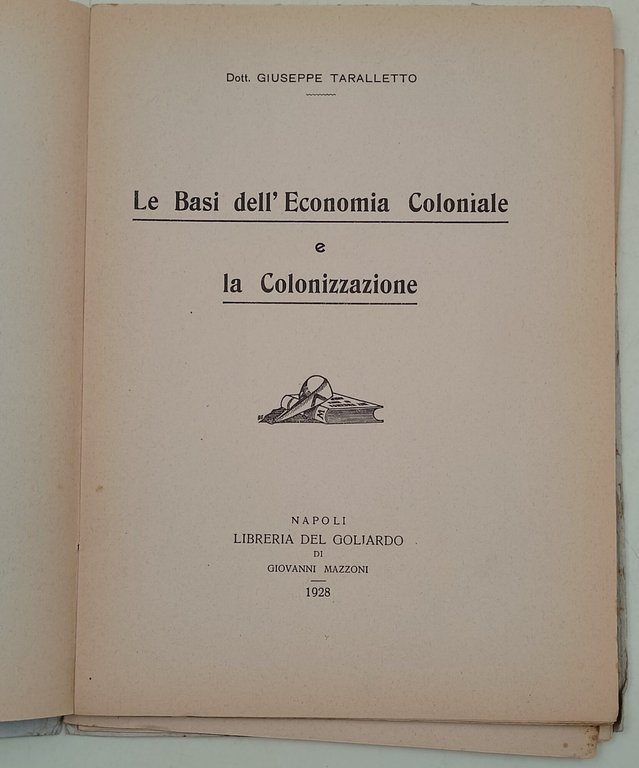 Dott. GIUSEPPE TARALLETTO
Le Basi dell' Economia Coloniale
e
la Colonizzazione
NAPOLI
LIBRERIA DEL GOLIARDO
DI
GIOVANNI MAZZONI
1928